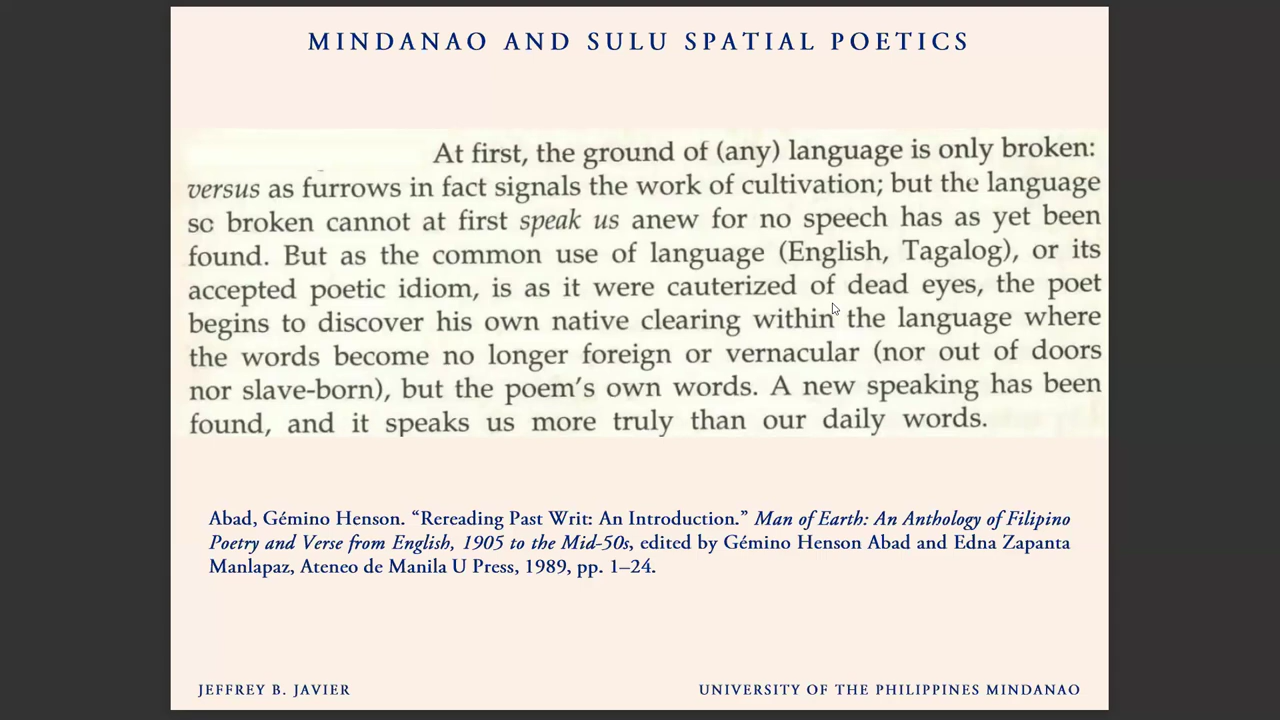 MINDANAO AND SULU SPATIAL POETICS
At first, the ground of (any) language is only broken:
versus as furrows in fact signals the work of cultivation; but the language
so broken cannot at first speak us anew for no speech has as yet been
found. But as the common use of language (English, Tagalog), or its
accepted poetic idiom, is as it were cauterized of dead eyes, the poet
begins to discover his own native clearing within the language where
the words become no longer foreign or vernacular (nor out of doors
nor slave-born), but the poem's own words. A new speaking has been
found, and it speaks us more truly than our daily words.
Abad, Gémino Henson. “Rereading Past Writ: An Introduction.” Man of Earth: An Anthology of Filipino
Poetry and Verse from English, 1905 to the Mid-50s, edited by Gémino Henson Abad and Edna Zapanta
Manlapaz, Ateneo de Manila U Press, 1989, pp. 1–24.
JEFFREY B. JAVIER
UNIVERSITY OF THE PHILIPPINES MINDANAO